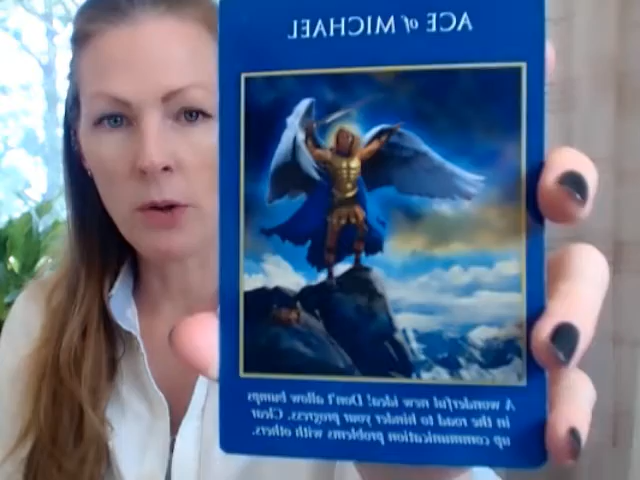 ACE of MICHAEL
A wonderful new idea! Don't allow bumps
in the road to hinder your progress. Clear
up communication problems with others.